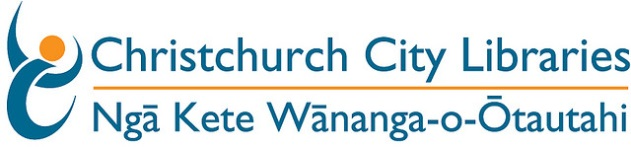 Christchurch City Libraries
Ngā Kete Wānanga-o-Ōtautahi